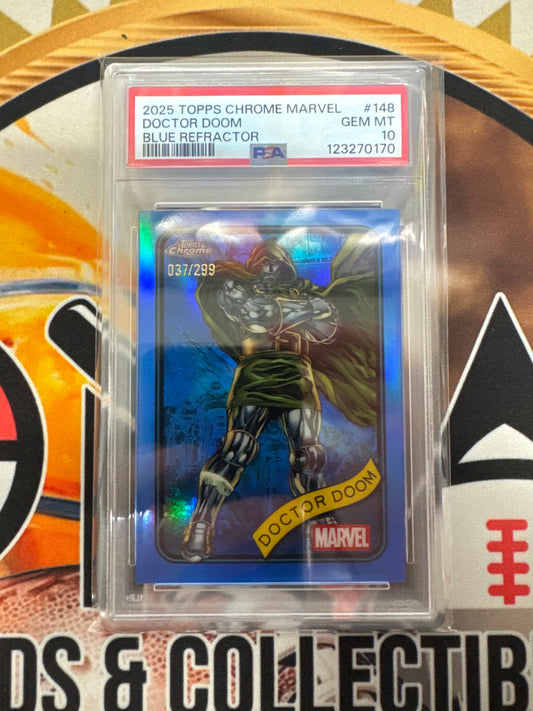 2025 TOPPS CHROME MARVEL #148
DOCTOR DOOM GEM MT
BLUE REFRACTOR 10
PSA 123270170
Topps Chrome
037/299
DOCTOR DOOM
MARVEL
DS & COLLECTIB